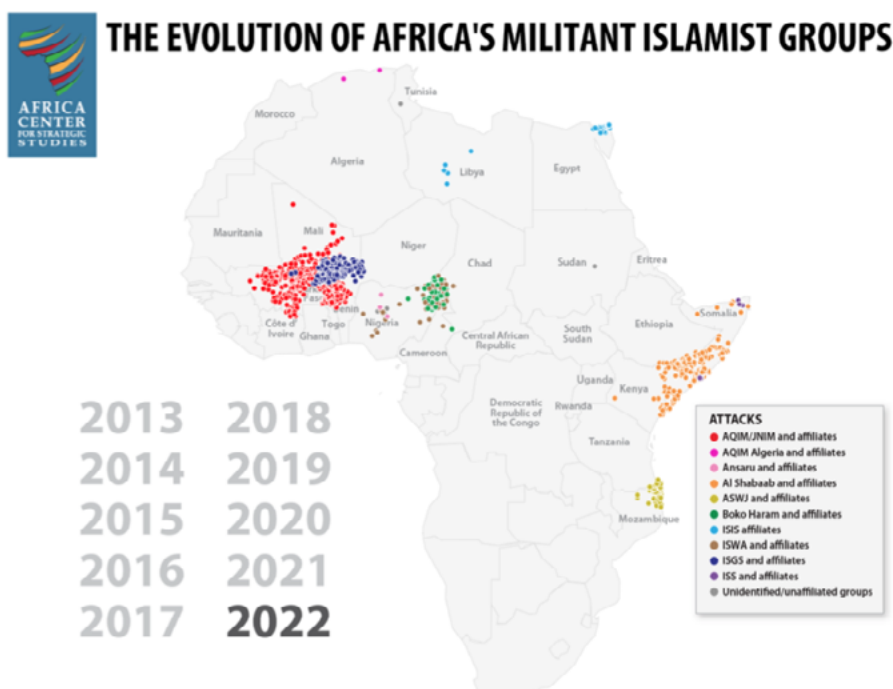 THE EVOLUTION OF AFRICA'S MILITANT ISLAMIST GROUPS
AFRICA
CENTER
FOR STRATEGIC
STUDIES
Tunisia
Morocco
Algeria
Libya
Egypt
Mauritania
Mali
Niger
Chad
Sudan
Eritrea
Côte d'
Ivoire
Ghana
Togo
Benin
Nigeria
Cameroon
Central African
Republic
South
Sudan
Ethiopia
Somalia
Uganda
Kenya
Democratic
Republic of
the Congo
Rwanda
Tanzania
Mozambique
2013 2018
2014 2019
2015 2020
2016 2021
2017 2022
ATTACKS
AQIM/JNIM and affiliates
AQIM Algeria and affiliates
Ansaru and affiliates
Al Shabaab and affiliates
ASWJ and affiliates
Boko Haram and affiliates
ISIS affiliates
ISWA and affiliates
ISGS and affiliates
ISS and affiliates
Unidentified/unaffiliated groups